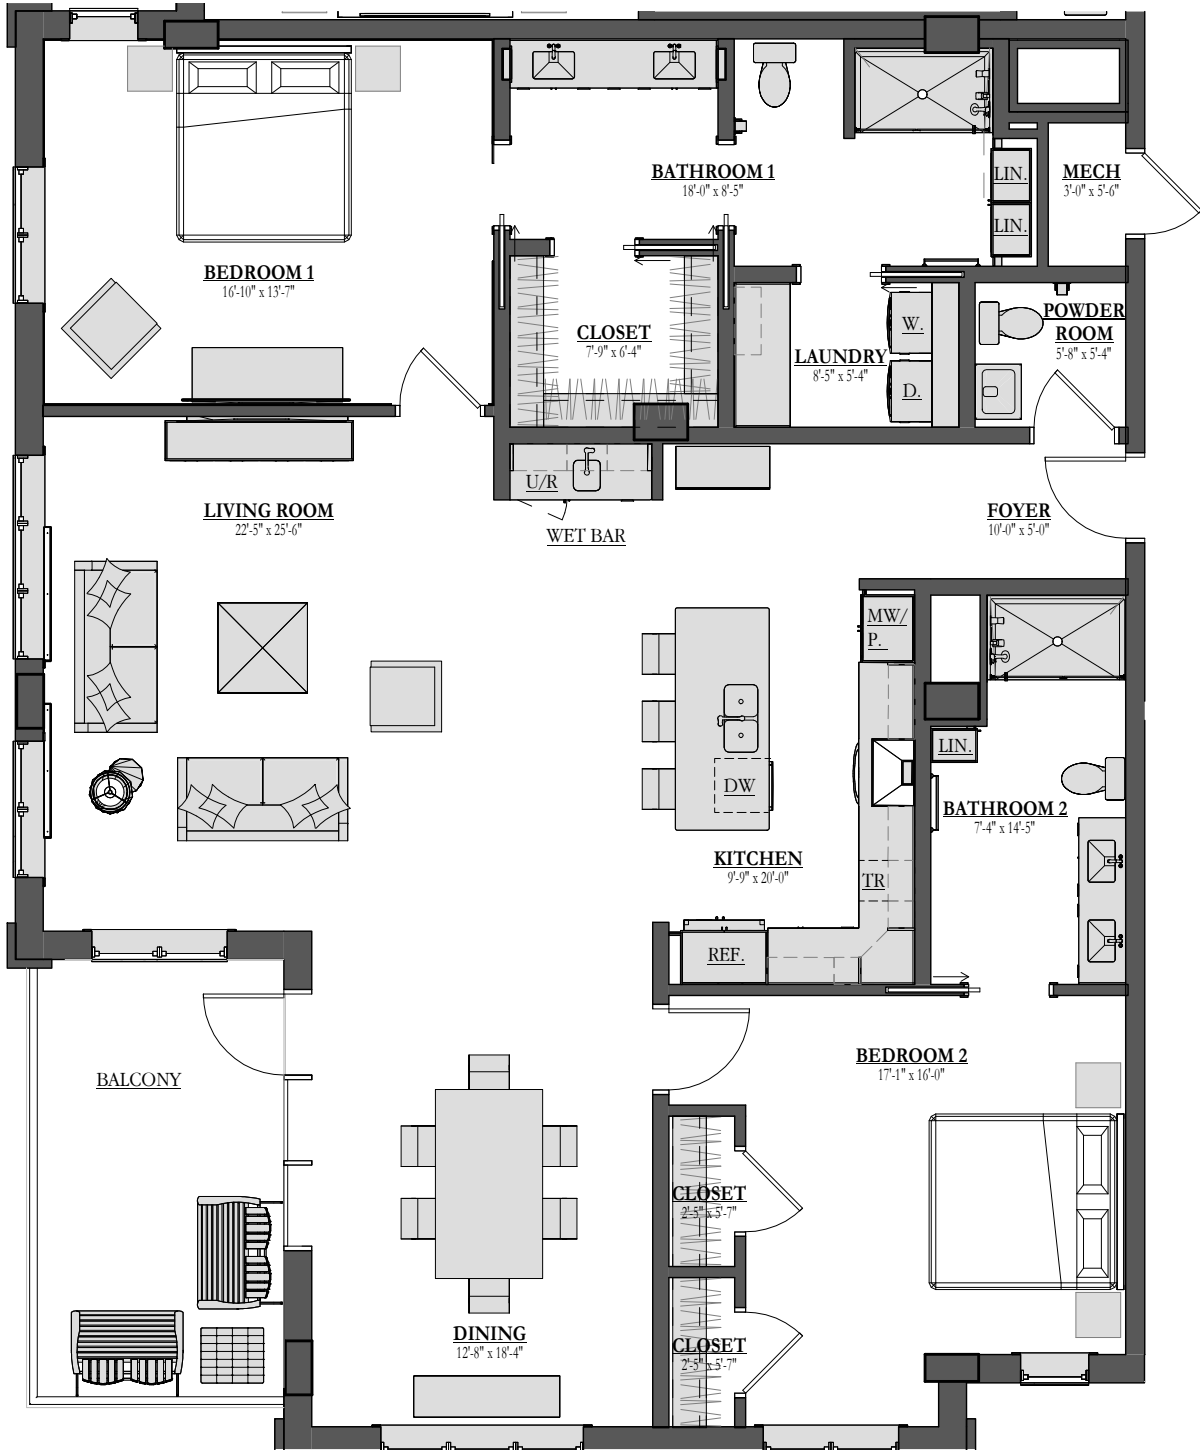 BATHROOM 1
18'-0" x 8'-5"
LIN.
LIN.
MECH
3'-0" x 5'-6"
BEDROOM 1
16'-10" x 13'-7"
CLOSET
7'-9" x 6'-4"
W.
D.
LAUNDRY
8'-5" x 5'-4"
POWDER
ROOM
5'-8" x 5'-4"
LIVING ROOM
22'-5" x 25'-6"
U/R
WET BAR
FOYER
10'-0" x 5'-0"
MW/
P.
LIN.
DW
BATHROOM 2
7'-4" x 14'-5"
KITCHEN
9'-9" x 20'-0"
TR
REF.
BALCONY
BEDROOM 2
17'-1" x 16'-0"
CLOSET
2'-5" x 5'-7"
DINING
12'-8" x 18'-4"
CLOSET
2'-5" x 5'-7"